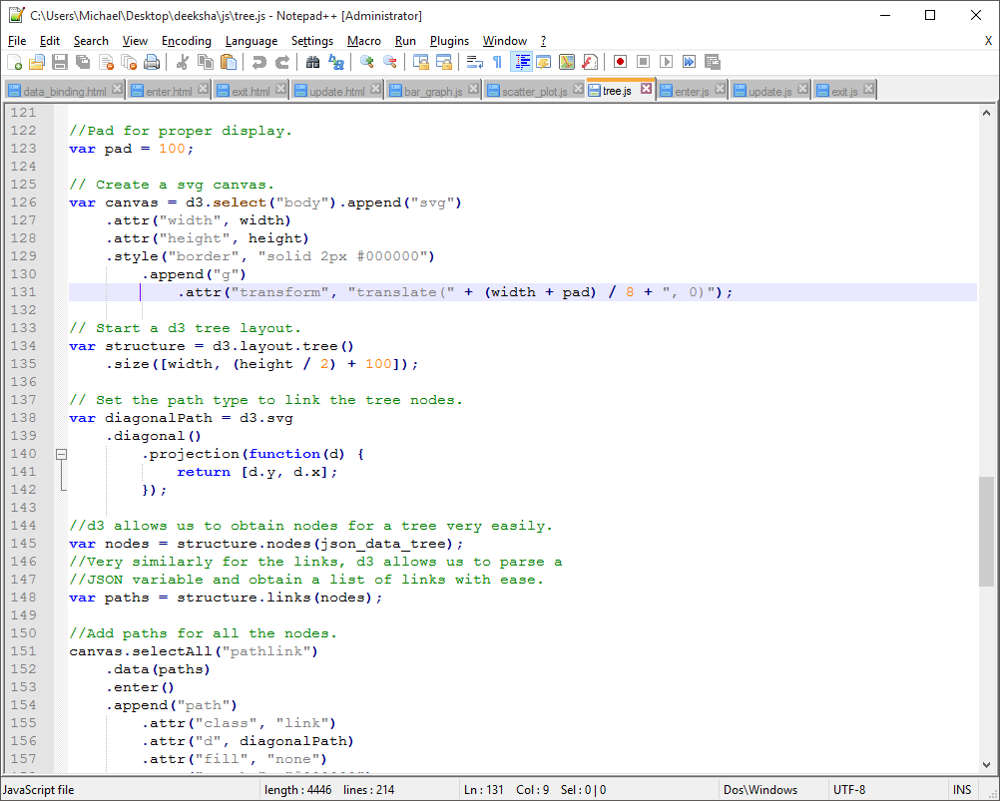 C:\Users\Michael\Desktop\deeksha\js\tree.js - Notepad++ [Administrator]
File Edit Search View Encoding Language Settings Macro Run Plugins Window ? X
data_binding.html enter.html exit.html update.html bar_graph.js scatter_plot.js tree.js enter.js update.js exit.js
121
122 //Pad for proper display.
123 var pad = 100;
124
125 // Create a svg canvas.
126 var canvas = d3.select("body").append("svg")
127 .attr("width", width)
128 .attr("height", height)
129 .style("border", "solid 2px #000000")
130 .append("g")
131 .attr("transform", "translate(" + (width + pad) / 8 + ", 0)");
132
133 // Start a d3 tree layout.
134 var structure = d3.layout.tree()
135 .size([width, (height / 2) + 100]);
136
137 // Set the path type to link the tree nodes.
138 var diagonalPath = d3.svg
139 .diagonal()
140 .projection(function(d) {
141 return [d.y, d.x];
142 });
143
144 //d3 allows us to obtain nodes for a tree very easily.
145 var nodes = structure.nodes(json_data_tree);
146 //Very similarly for the links, d3 allows us to parse a
147 //JSON variable and obtain a list of links with ease.
148 var paths = structure.links(nodes);
149
150 //Add paths for all the nodes.
151 canvas.selectAll("pathlink")
152 .data(paths)
153 .enter()
154 .append("path")
155 .attr("class", "link")
156 .attr("d", diagonalPath)
157 .attr("fill", "none")
JavaScript file length : 4446 lines : 214 Ln : 131 Col : 9 Sel : 0 | 0 Dos\Windows UTF-8 INS